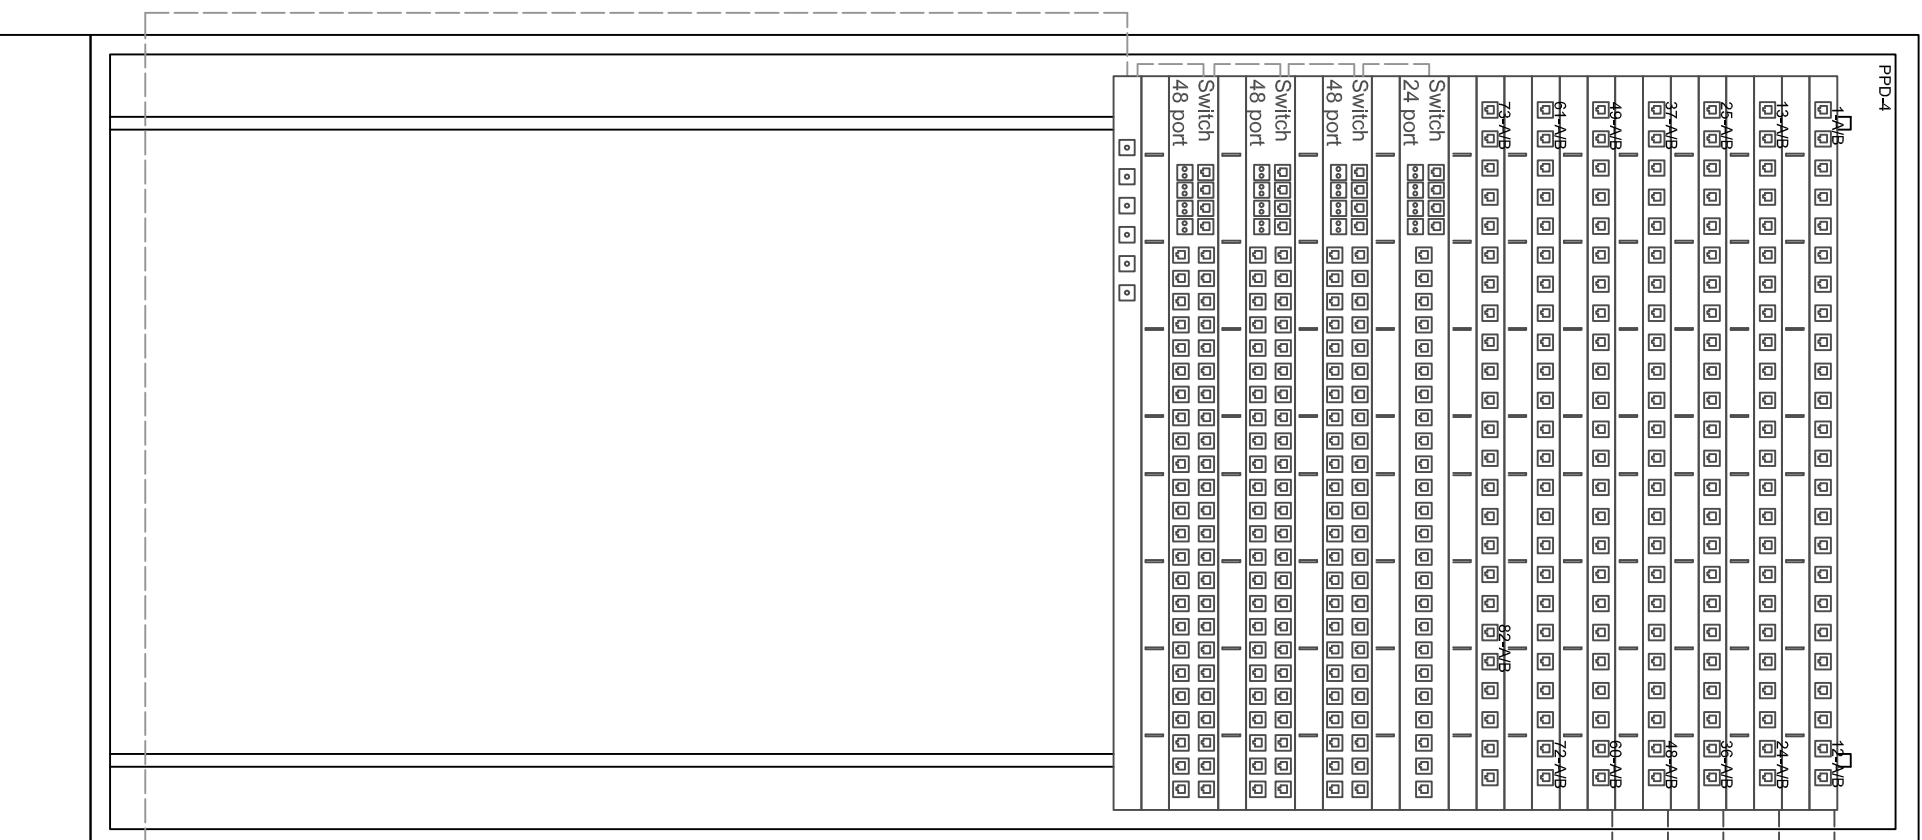 PPD-4
1-A/B
12-A/B
13-A/B
24-A/B
25-A/B
36-A/B
37-A/B
48-A/B
49-A/B
60-A/B
61-A/B
72-A/B
73-A/B
82-A/B
Switch
24 port
Switch
48 port
Switch
48 port
Switch
48 port